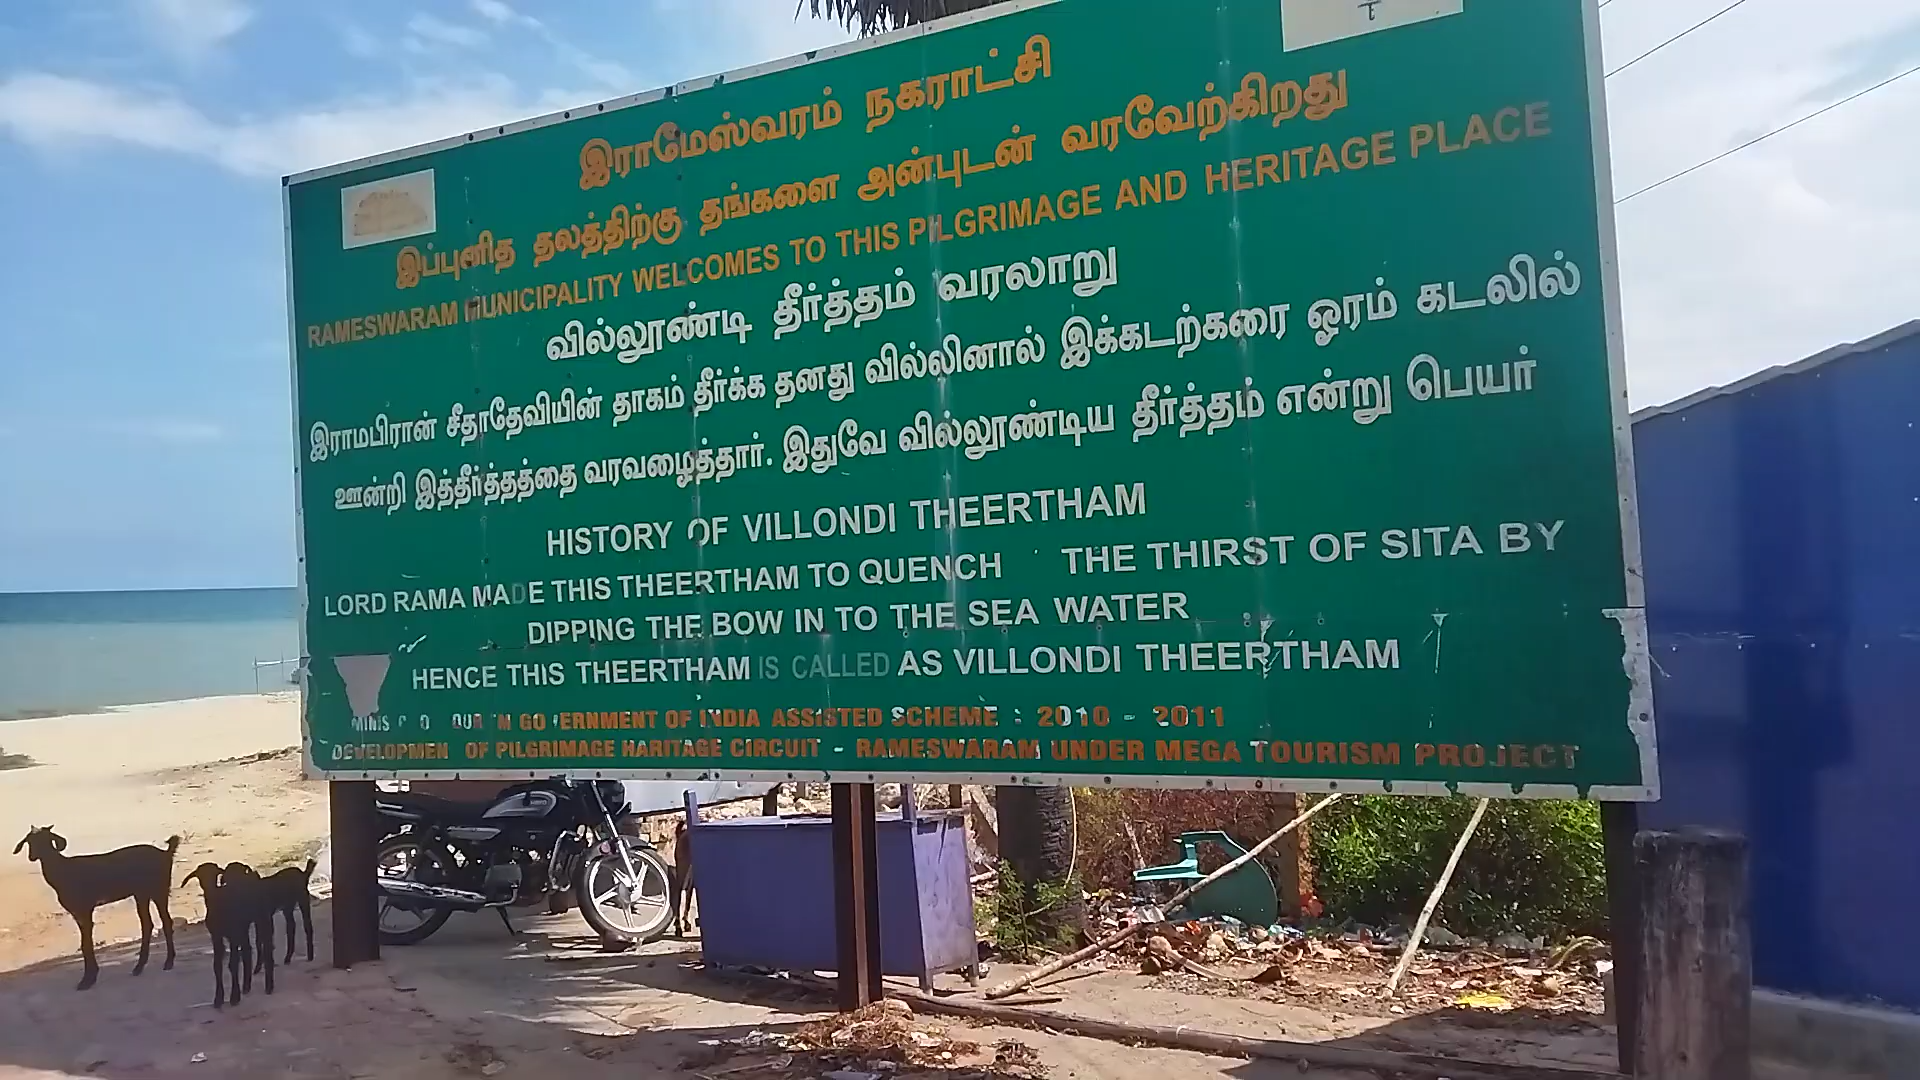 இராமேஸ்வரம் நகராட்சி
இப்புனித தலத்திற்கு தங்களை அன்புடன் வரவேற்கிறது
RAMESWARAM MUNICIPALITY WELCOMES TO THIS PILGRIMAGE AND HERITAGE PLACE
வில்லூண்டி தீர்த்தம் வரலாறு
இராமபிரான் சீதாதேவியின் தாகம் தீர்க்க தனது வில்லினால் இக்கடற்கரை ஓரம் கடலில்
ஊன்றி இத்தீர்த்தத்தை வரவழைத்தார். இதுவே வில்லூண்டிய தீர்த்தம் என்று பெயர்
HISTORY OF VILLONDI THEERTHAM
LORD RAMA MADE THIS THEERTHAM TO QUENCH THE THIRST OF SITA BY
DIPPING THE BOW IN TO THE SEA WATER
HENCE THIS THEERTHAM IS CALLED AS VILLONDI THEERTHAM
GOVERNMENT OF INDIA ASSISTED SCHEME : 2010 - 2011
DEVELOPMEN OF PILGRIMAGE HARITAGE CIRCUIT - RAMESWARAM UNDER MEGA TOURISM PROJECT